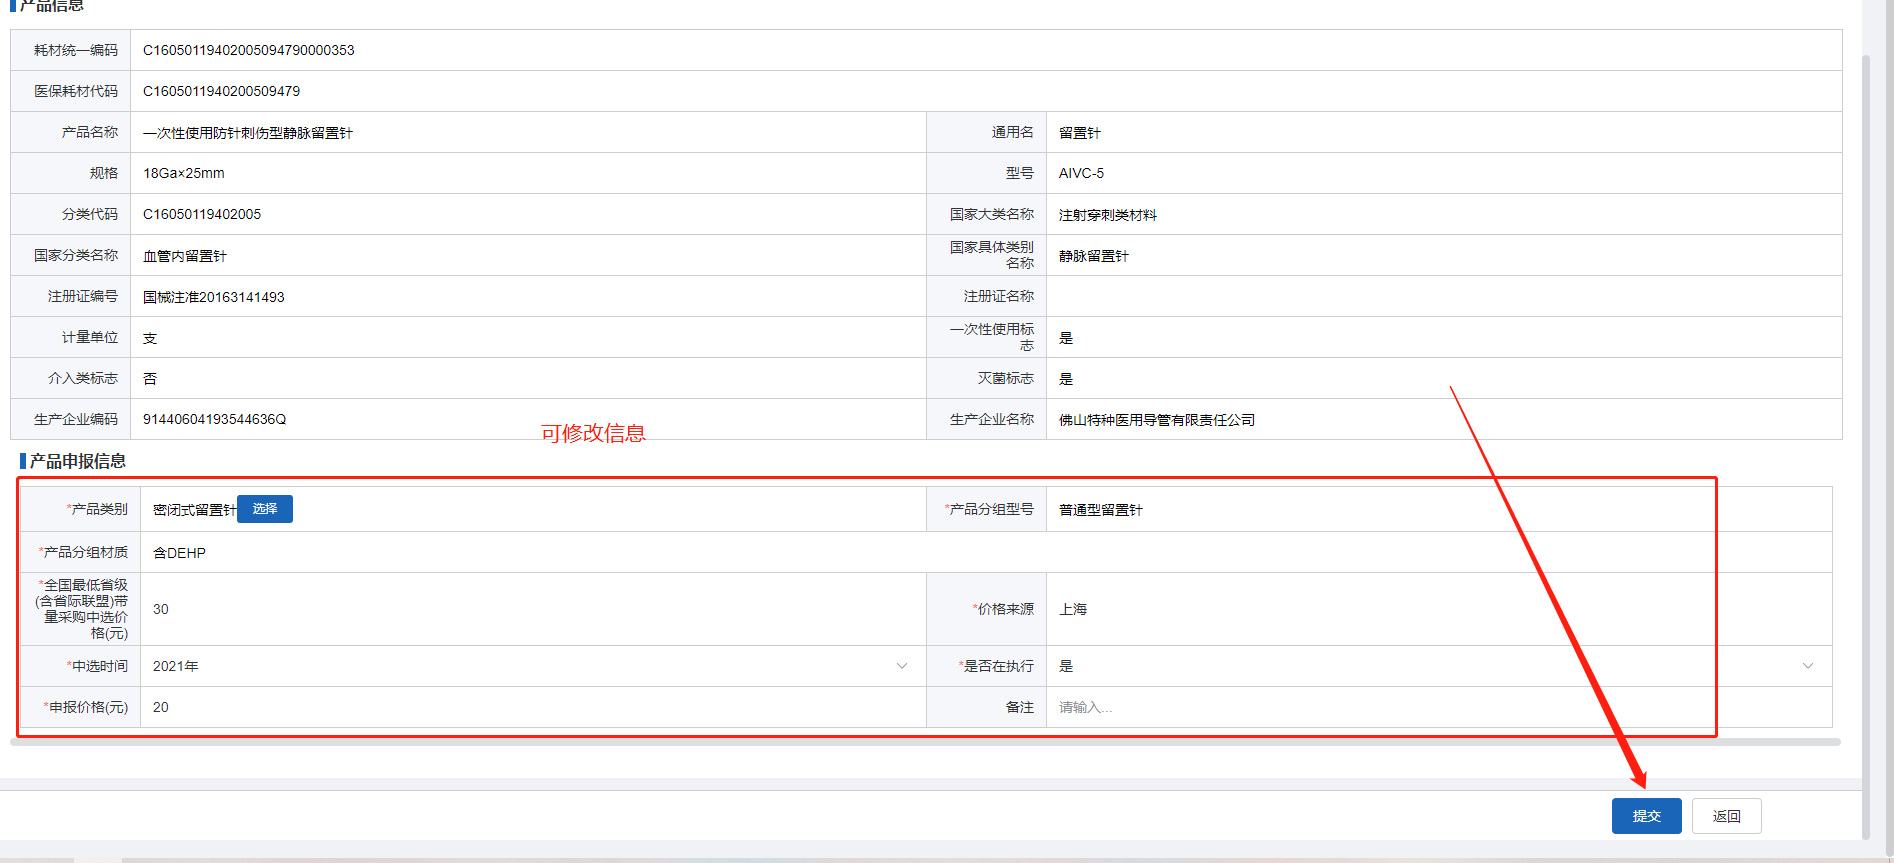 产品信息
耗材统一编码 C16050119402005094790000353
医保耗材代码 C1605011940200509479
产品名称 一次性使用防针刺伤型静脉留置针 通用名 留置针
规格 18Ga×25mm 型号 AIVC-5
分类代码 C16050119402005 国家大类名称 注射穿刺类材料
国家分类名称 血管内留置针 国家具体类别
名称 静脉留置针
注册证编号 国械注准20163141493 注册证名称
计量单位 支 一次性使用标
志 是
介入类标志 否 灭菌标志 是
生产企业编码 91440604193544636Q 生产企业名称 佛山特种医用导管有限责任公司
可修改信息
产品申报信息
*产品类别 密闭式留置针 选择 *产品分组型号 普通型留置针
*产品分组材质 含DEHP
*全国最低省级
(含省际联盟)带
量采购中选价
格(元) 30 *价格来源 上海
*中选时间 2021年 *是否在执行 是
*申报价格(元) 20 备注 请输入...
提交 返回